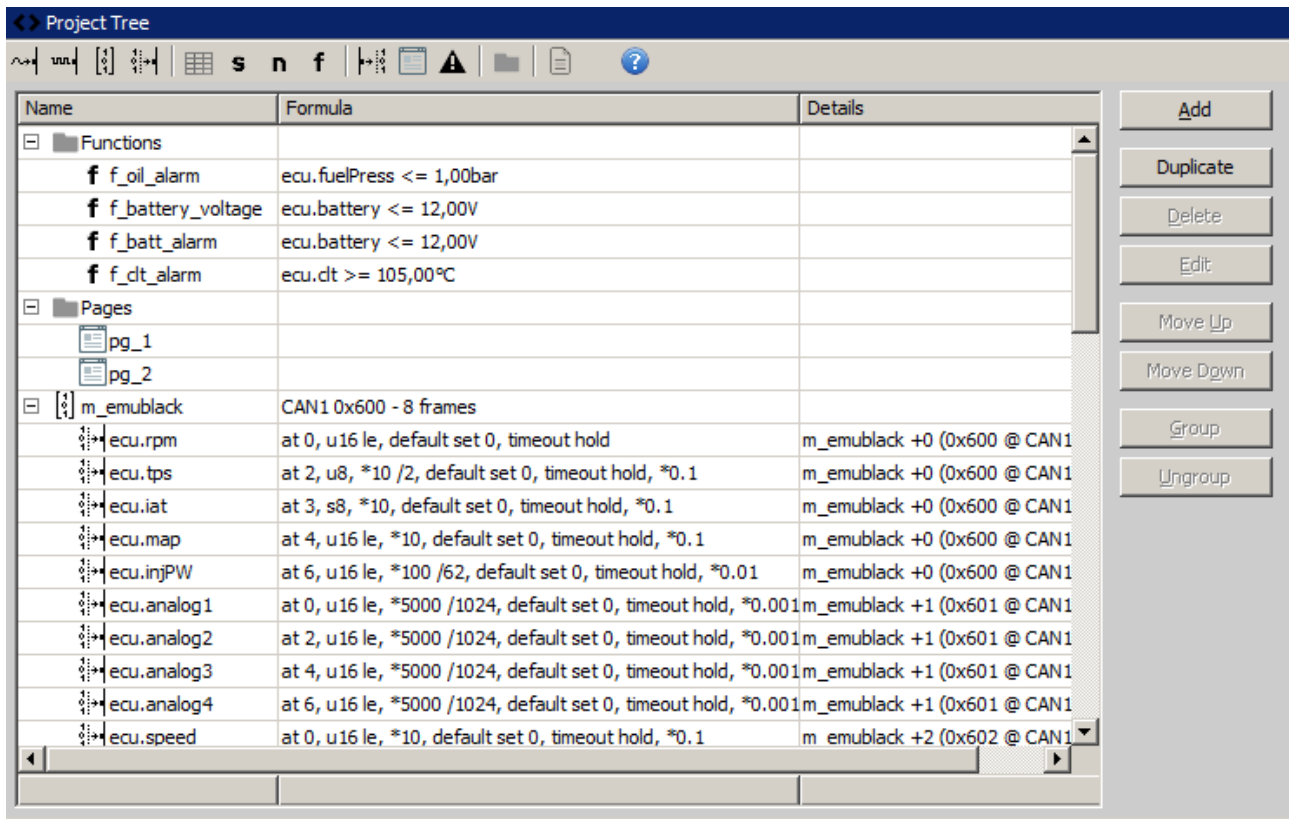 Project Tree
s n f
Name Formula Details
Functions
f f_oil_alarm ecu.fuelPress <= 1,00bar
f f_battery_voltage ecu.battery <= 12,00V
f f_batt_alarm ecu.battery <= 12,00V
f f_clt_alarm ecu.clt >= 105,00°C
Pages
pg_1
pg_2
m_emublack CAN1 0x600 - 8 frames
ecu.rpm at 0, u16 le, default set 0, timeout hold m_emublack +0 (0x600 @ CAN1
ecu.tps at 2, u8, *10 /2, default set 0, timeout hold, *0.1 m_emublack +0 (0x600 @ CAN1
ecu.iat at 3, s8, *10, default set 0, timeout hold, *0.1 m_emublack +0 (0x600 @ CAN1
ecu.map at 4, u16 le, *10, default set 0, timeout hold, *0.1 m_emublack +0 (0x600 @ CAN1
ecu.injPW at 6, u16 le, *100 /62, default set 0, timeout hold, *0.01 m_emublack +0 (0x600 @ CAN1
ecu.analog1 at 0, u16 le, *5000 /1024, default set 0, timeout hold, *0.001 m_emublack +1 (0x601 @ CAN1
ecu.analog2 at 2, u16 le, *5000 /1024, default set 0, timeout hold, *0.001 m_emublack +1 (0x601 @ CAN1
ecu.analog3 at 4, u16 le, *5000 /1024, default set 0, timeout hold, *0.001 m_emublack +1 (0x601 @ CAN1
ecu.analog4 at 6, u16 le, *5000 /1024, default set 0, timeout hold, *0.001 m_emublack +1 (0x601 @ CAN1
ecu.speed at 0, u16 le, *10, default set 0, timeout hold, *0.1 m_emublack +2 (0x602 @ CAN1
Add
Duplicate
Delete
Edit
Move Up
Move Down
Group
Ungroup